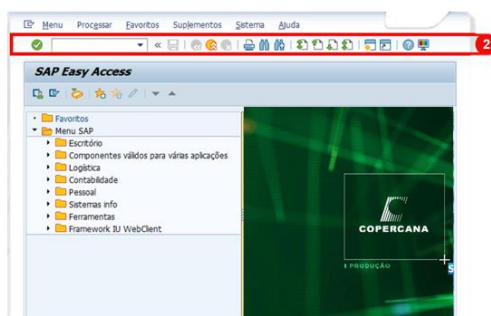 Menu Processar Favoritos Suplementos Sistema Ajuda
2
SAP Easy Access
Favoritos
Menu SAP
Escritório
Componentes válidos para várias aplicações
Logística
Contabilidade
Pessoal
Sistemas info
Ferramentas
Framework IU WebClient
COPERCANA
PRODUÇÃO
S